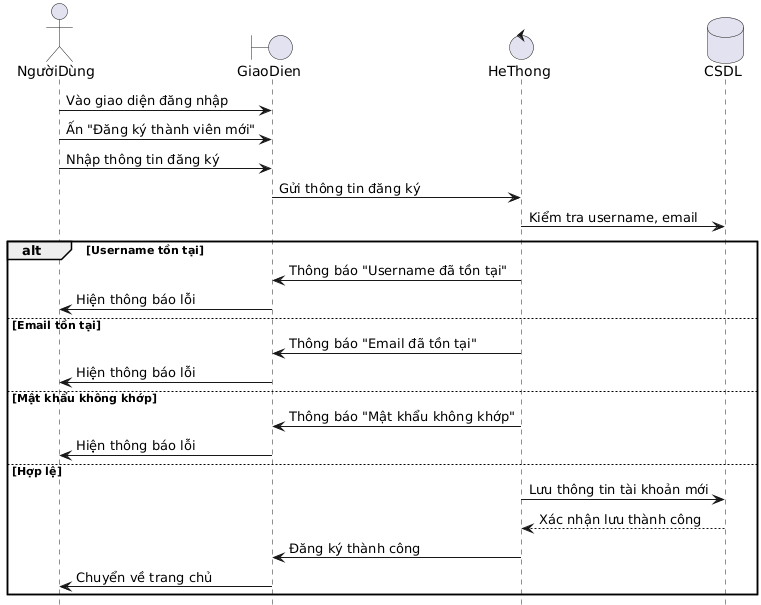 NgườiDùng
GiaoDien
HeThong
CSDL
Vào giao diện đăng nhập
Ấn "Đăng ký thành viên mới"
Nhập thông tin đăng ký
Gửi thông tin đăng ký
Kiểm tra username, email
alt [Username tồn tại]
Thông báo "Username đã tồn tại"
Hiện thông báo lỗi
[Email tồn tại]
Thông báo "Email đã tồn tại"
Hiện thông báo lỗi
[Mật khẩu không khớp]
Thông báo "Mật khẩu không khớp"
Hiện thông báo lỗi
[Hợp lệ]
Lưu thông tin tài khoản mới
Xác nhận lưu thành công
Đăng ký thành công
Chuyển về trang chủ